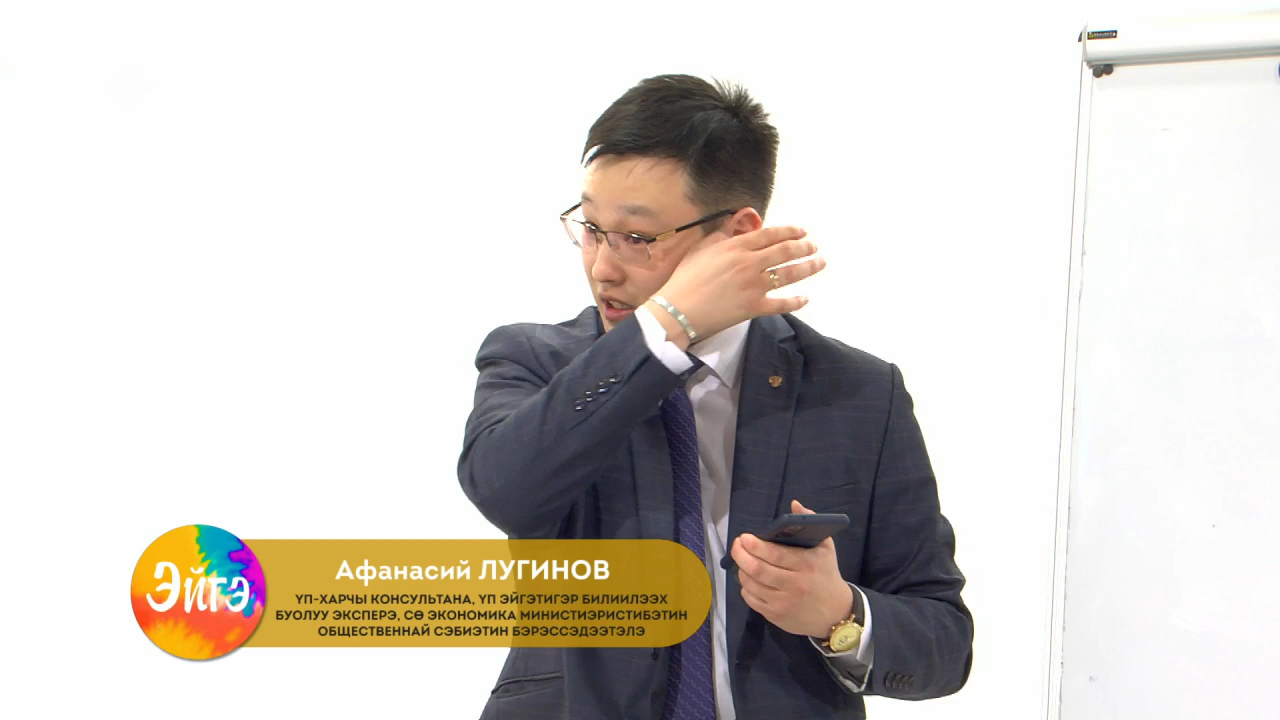 Эйгэ
Афанасий ЛУГИНОВ
ҮП-ХАРЧЫ КОНСУЛЬТАНА, ҮП ЭЙГЭТИГЭР БИЛИИЛЭЭХ
БУОЛУУ ЭКСПЕРЭ, СӨ ЭКОНОМИКА МИНИСТИЭРИСТИБЭТИН
ОБЩЕСТВЕННАЙ СЭБИЭТИН БЭРЭССЭДЭЭТЭЛЭ